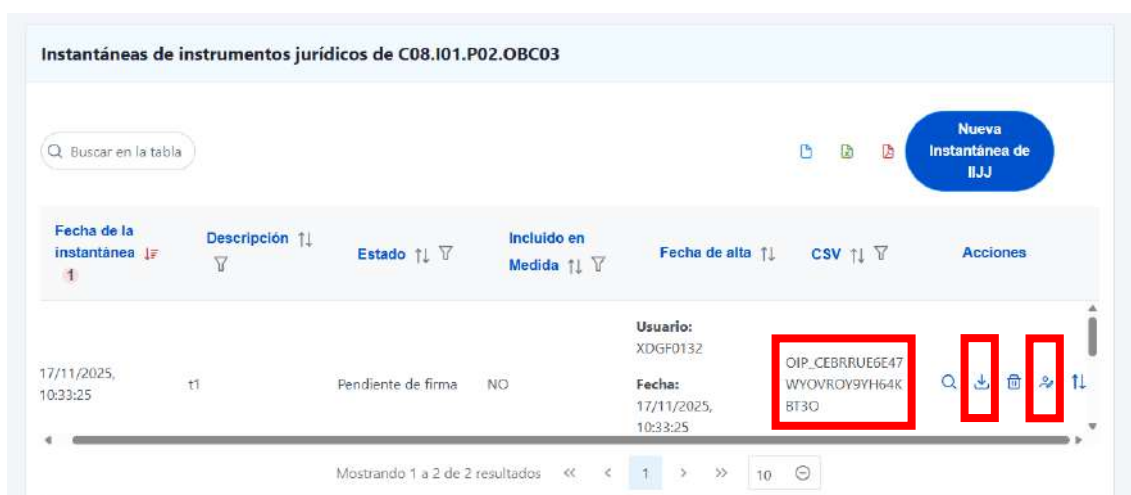 Instantáneas de instrumentos jurídicos de C08.I01.P02.OBC03
Buscar en la tabla
Nueva
Instantánea de
IIJJ
Fecha de la
instantánea
1
Descripción
Estado
Incluido en
Medida
Fecha de alta
CSV
Acciones
17/11/2025,
10:33:25
t1
Pendiente de firma
NO
Usuario:
XDGF0132
Fecha:
17/11/2025,
10:33:25
OIP_CEBRRUE6E47
WYOVROY9YH64K
BT3O
Mostrando 1 a 2 de 2 resultados
1
10